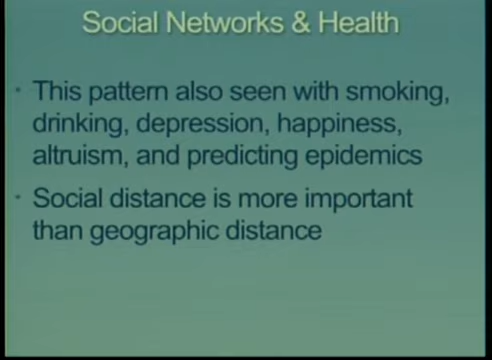 Social Networks & Health
• This pattern also seen with smoking,
drinking, depression, happiness,
altruism, and predicting epidemics
• Social distance is more important
than geographic distance